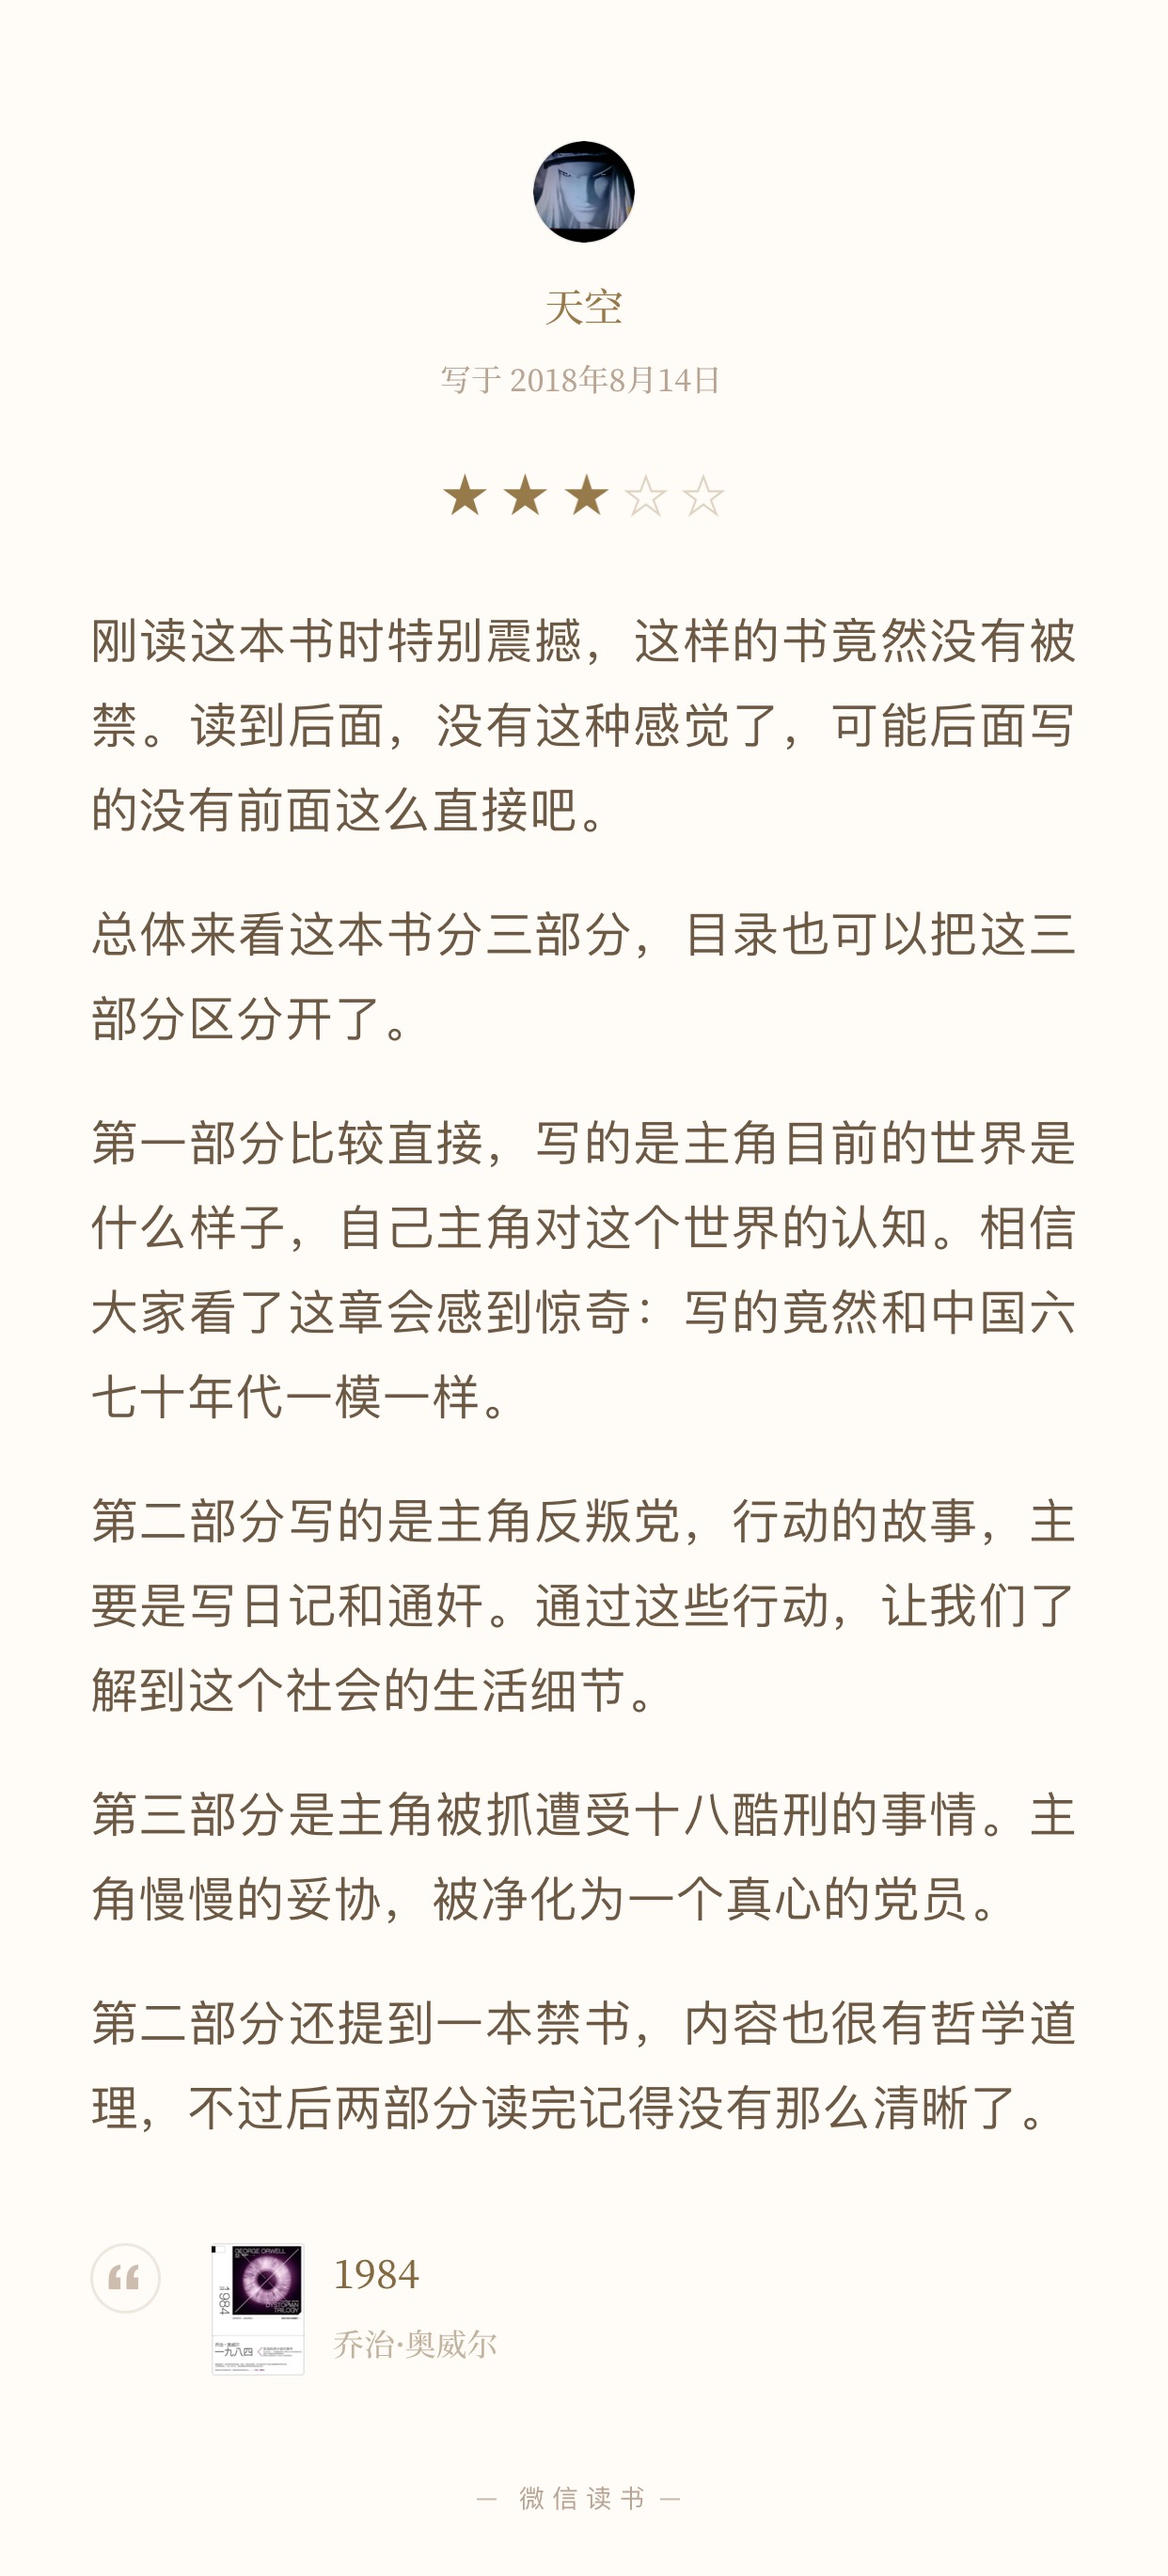 天空
写于 2018年8月14日
刚读这本书时特别震撼，这样的书竟然没有被
禁。读到后面，没有这种感觉了，可能后面写
的没有前面这么直接吧。
总体来看这本书分三部分，目录也可以把这三
部分区分开了。
第一部分比较直接，写的是主角目前的世界是
什么样子，自己主角对这个世界的认知。相信
大家看了这章会感到惊奇：写的竟然和中国六
七十年代一模一样。
第二部分写的是主角反叛党，行动的故事，主
要是写日记和通奸。通过这些行动，让我们了
解到这个社会的生活细节。
第三部分是主角被抓遭受十八酷刑的事情。主
角慢慢的妥协，被净化为一个真心的党员。
第二部分还提到一本禁书，内容也很有哲学道
理，不过后两部分读完记得没有那么清晰了。
GEORGE ORWELL
1984
DYSTOPIAN
TRILOGY
乔治·奥威尔
一九八四
1984
乔治·奥威尔
— 微信读书 —